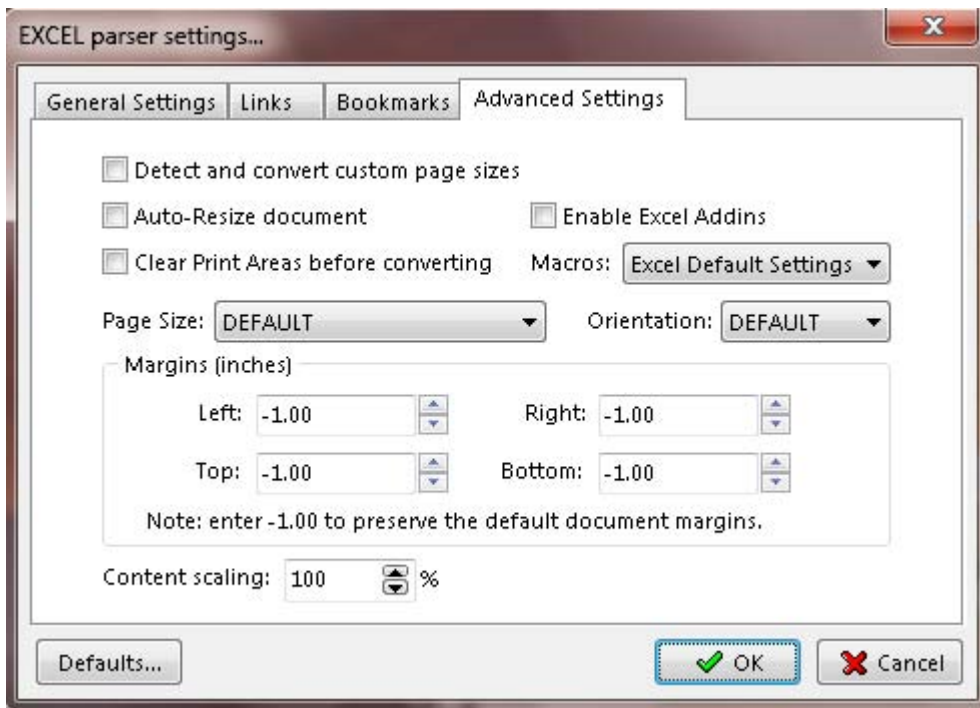 EXCEL parser settings...
General Settings Links Bookmarks Advanced Settings
Detect and convert custom page sizes
Auto-Resize document Enable Excel Addins
Clear Print Areas before converting Macros: Excel Default Settings
Page Size: DEFAULT Orientation: DEFAULT
Margins (inches)
Left: -1.00 Right: -1.00
Top: -1.00 Bottom: -1.00
Note: enter -1.00 to preserve the default document margins.
Content scaling: 100 %
Defaults... OK Cancel